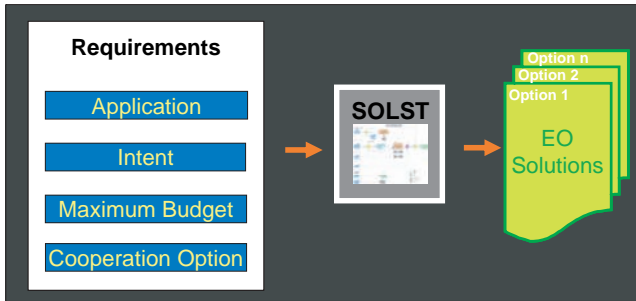 Requirements
Application
Intent
Maximum Budget
Cooperation Option
SOLST
Option n
Option 2
Option 1
EO
Solutions